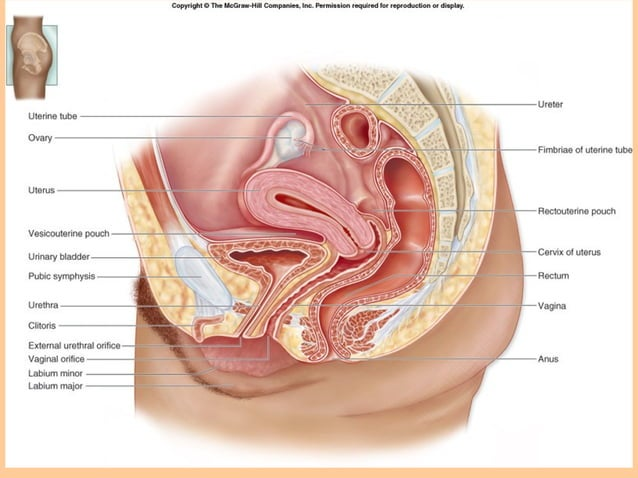 Copyright © The McGraw-Hill Companies, Inc. Permission required for reproduction or display.
Uterine tube
Ovary
Uterus
Vesicouterine pouch
Urinary bladder
Pubic symphysis
Urethra
Clitoris
External urethral orifice
Vaginal orifice
Labium minor
Labium major
Ureter
Fimbriae of uterine tube
Rectouterine pouch
Cervix of uterus
Rectum
Vagina
Anus